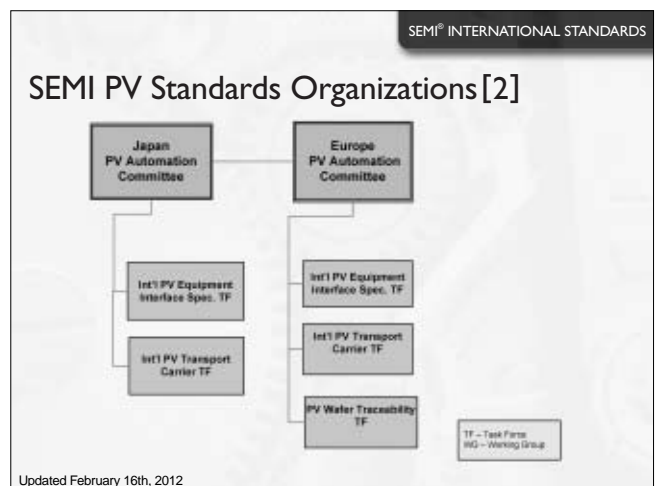 SEMI® INTERNATIONAL STANDARDS
SEMI PV Standards Organizations[2]
Japan
PV Automation
Committee
Europe
PV Automation
Committee
Int'l PV Equipment
Interface Spec. TF
Int'l PV Transport
Carrier TF
Int'l PV Equipment
Interface Spec. TF
Int'l PV Transport
Carrier TF
PV Wafer Traceability
TF
TF – Task Force
WG – Working Group
Updated February 16th, 2012